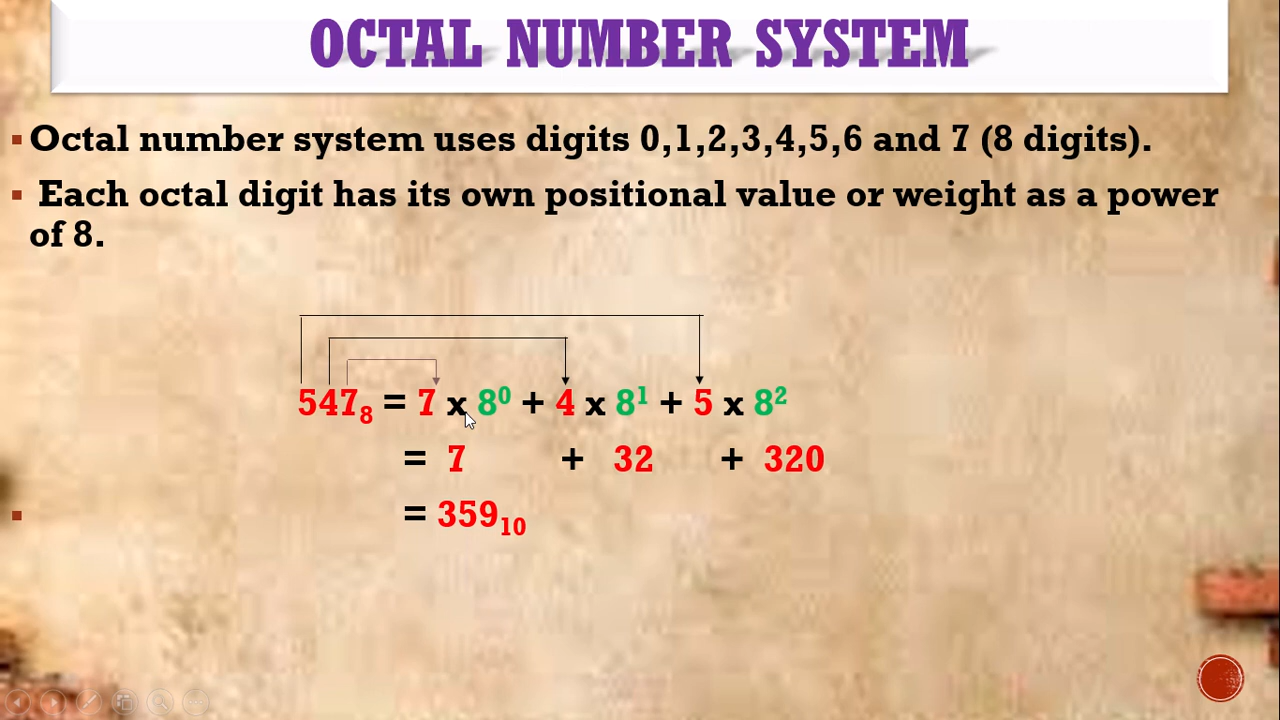 OCTAL NUMBER SYSTEM
Octal number system uses digits 0,1,2,3,4,5,6 and 7 (8 digits).
Each octal digit has its own positional value or weight as a power
of 8.
547₈ = 7 x 8⁰ + 4 x 8¹ + 5 x 8²
= 7 + 32 + 320
= 359₁₀